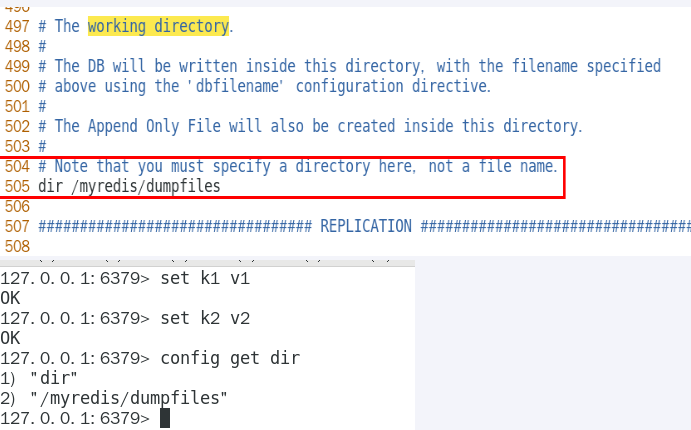 497 # The working directory.
498 #
499 # The DB will be written inside this directory, with the filename specified
500 # above using the 'dbfilename' configuration directive.
501 #
502 # The Append Only File will also be created inside this directory.
503 #
504 # Note that you must specify a directory here, not a file name.
505 dir /myredis/dumpfiles
506
507 ################################# REPLICATION #################################
508
127.0.0.1:6379> set k1 v1
OK
127.0.0.1:6379> set k2 v2
OK
127.0.0.1:6379> config get dir
1) "dir"
2) "/myredis/dumpfiles"
127.0.0.1:6379>